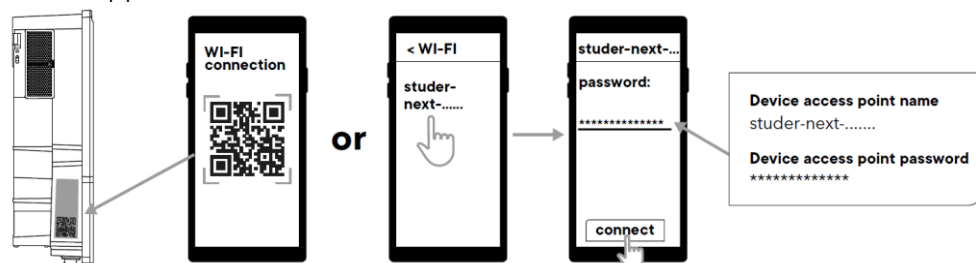 WI-FI
connection
or
< WI-FI
studer-
next-......
studer-next-...
password:
**************
connect
Device access point name
studer-next-.......
Device access point password
*************